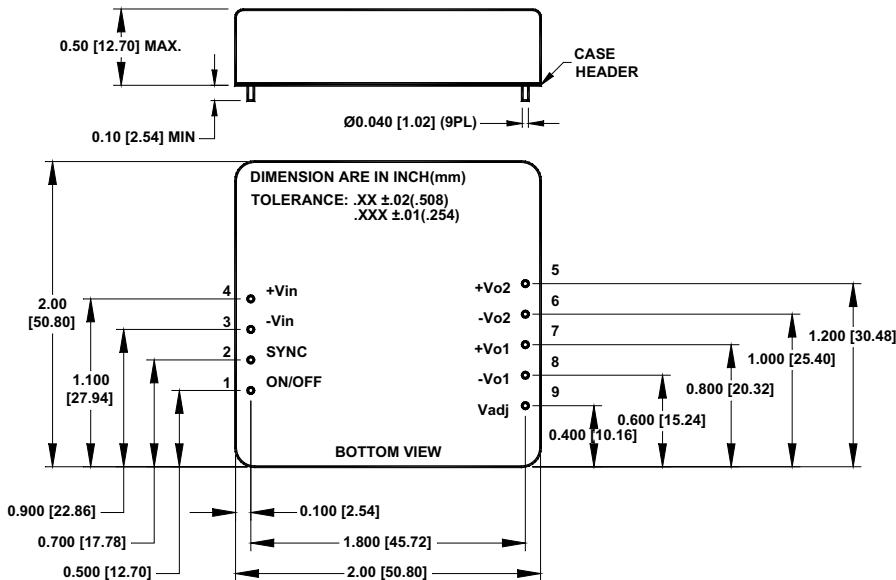 0.50 [12.70] MAX.
CASE
HEADER
0.10 [2.54] MIN
Ø0.040 [1.02] (9PL)
DIMENSION ARE IN INCH(mm)
TOLERANCE: .XX ±.02(.508)
.XXX ±.01(.254)
2.00
[50.80]
4 +Vin
3 -Vin
2 SYNC
1 ON/OFF
+Vo2 5
-Vo2 6
+Vo1 7
-Vo1 8
Vadj 9
1.200 [30.48]
1.000 [25.40]
0.800 [20.32]
0.600 [15.24]
0.400 [10.16]
1.100
[27.94]
BOTTOM VIEW
0.900 [22.86]
0.100 [2.54]
0.700 [17.78]
1.800 [45.72]
0.500 [12.70]
2.00 [50.80]